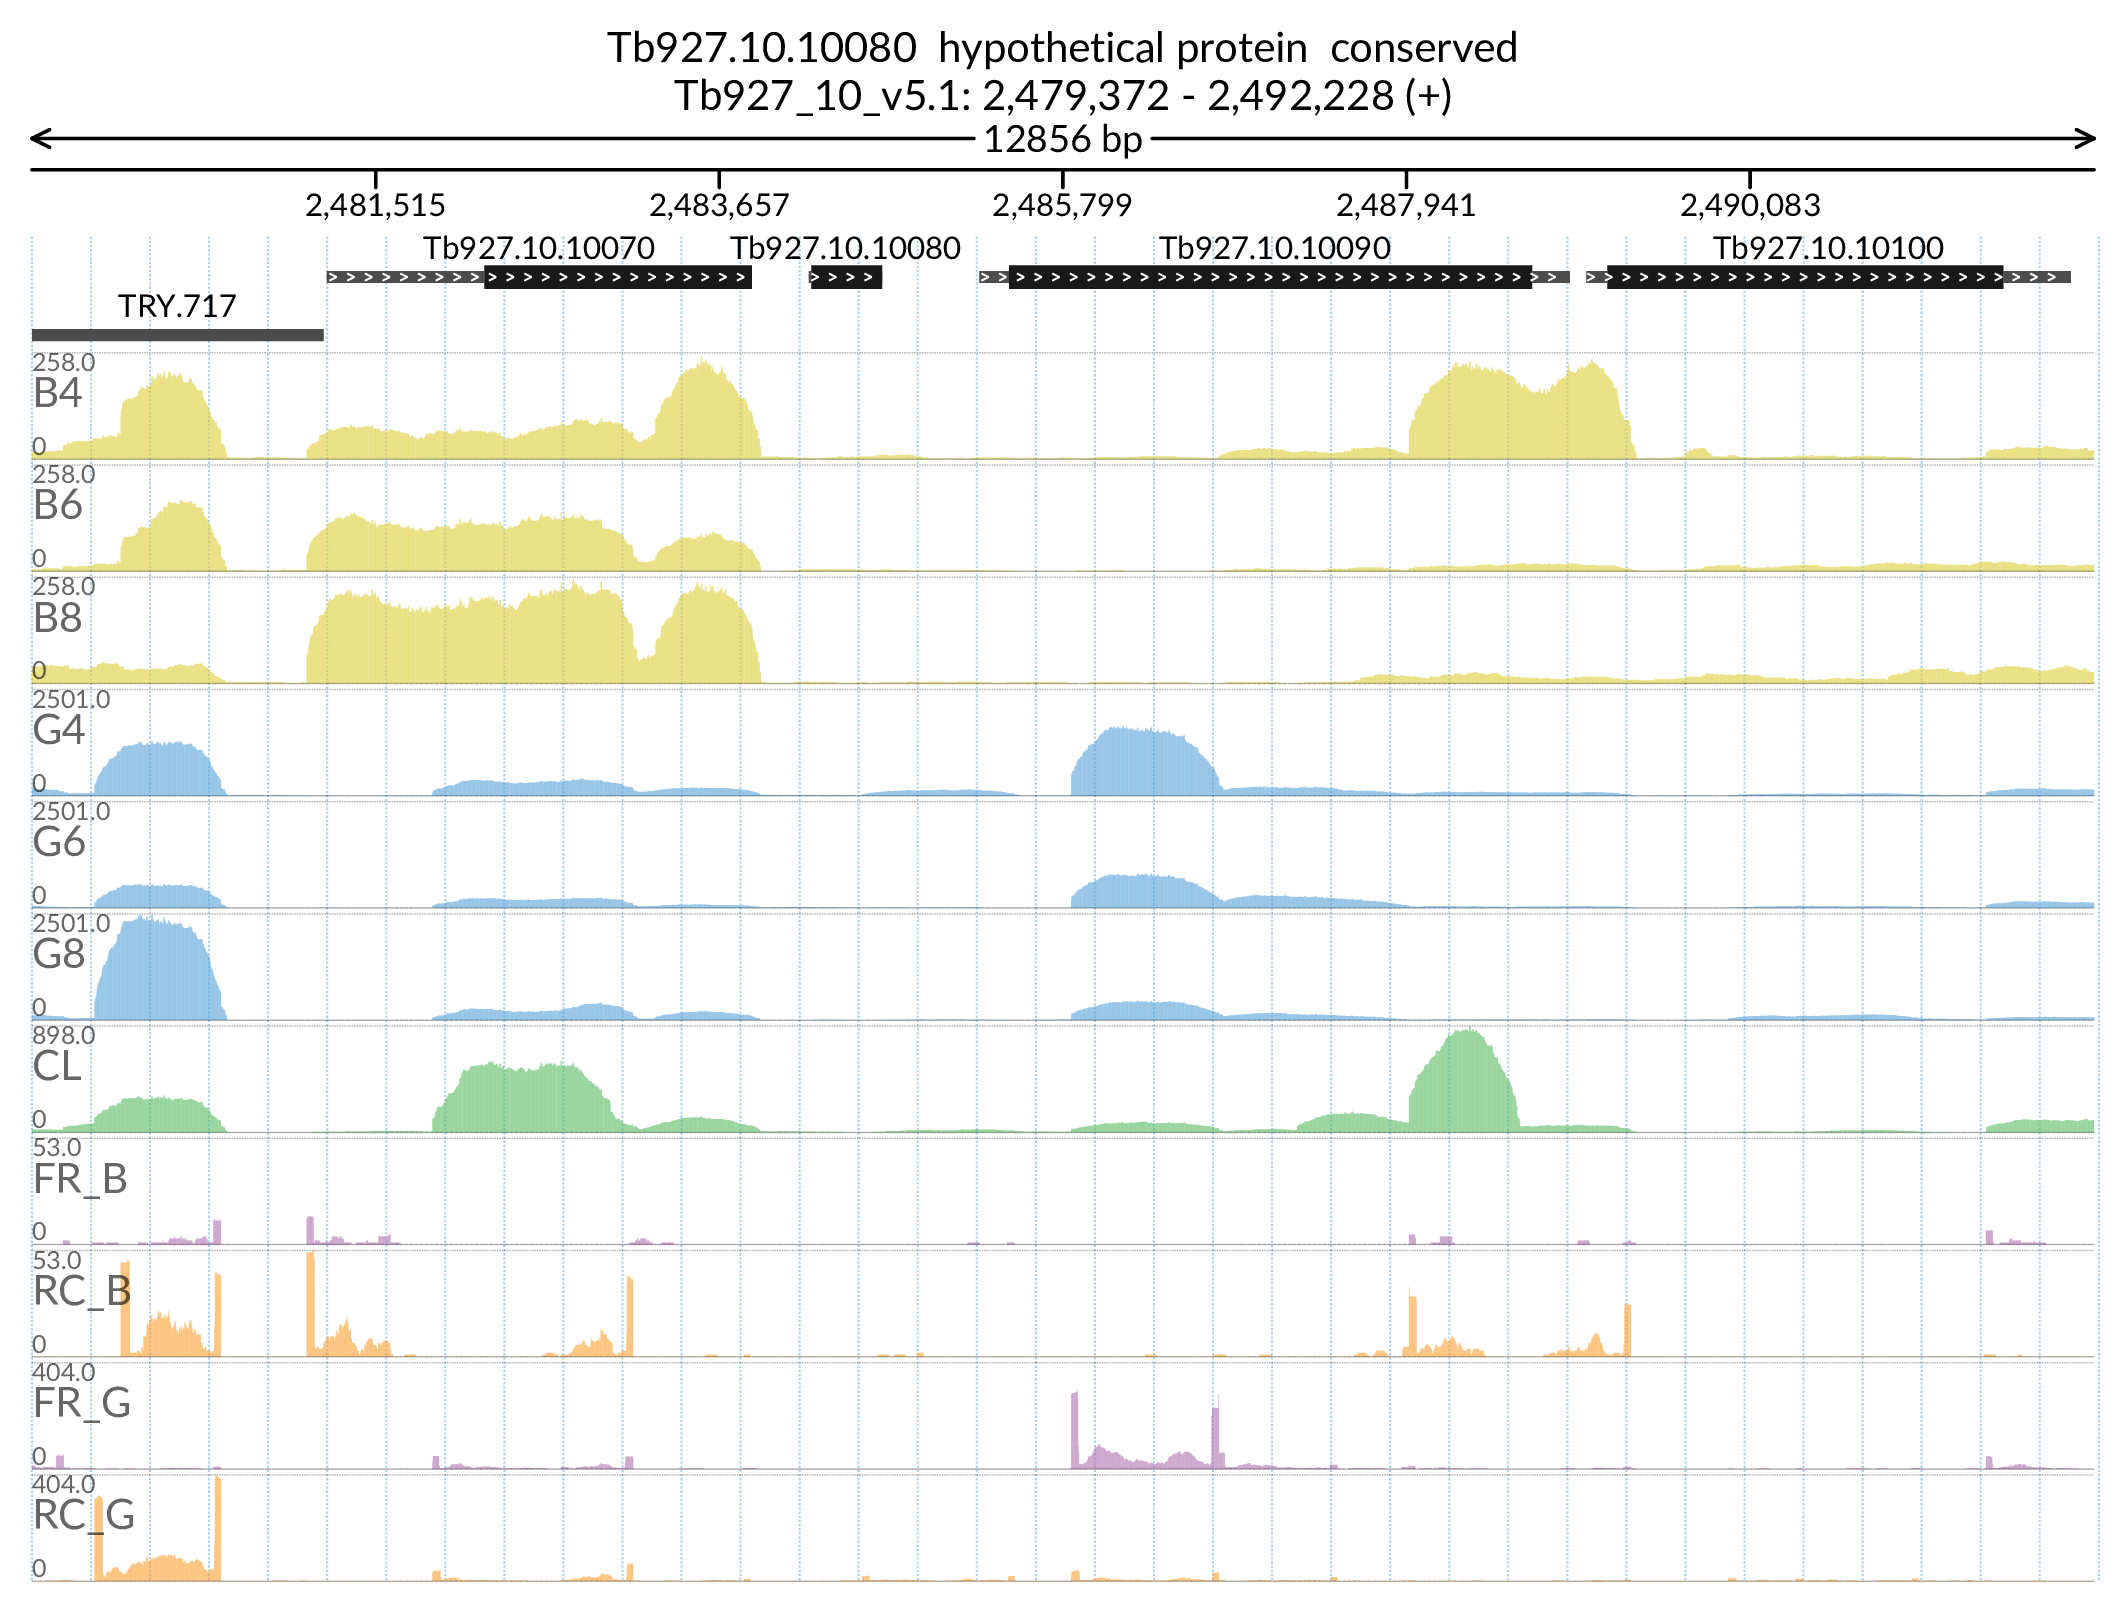 Tb927.10.10080 hypothetical protein conserved
Tb927_10_v5.1: 2,479,372 - 2,492,228 (+)
12856 bp
2,481,515 2,483,657 2,485,799 2,487,941 2,490,083
Tb927.10.10070 Tb927.10.10080 Tb927.10.10090 Tb927.10.10100
TRY.717
258.0
B4
0
258.0
B6
0
258.0
B8
0
2501.0
G4
0
2501.0
G6
0
2501.0
G8
0
898.0
CL
0
53.0
FR_B
0
53.0
RC_B
0
404.0
FR_G
0
404.0
RC_G
0